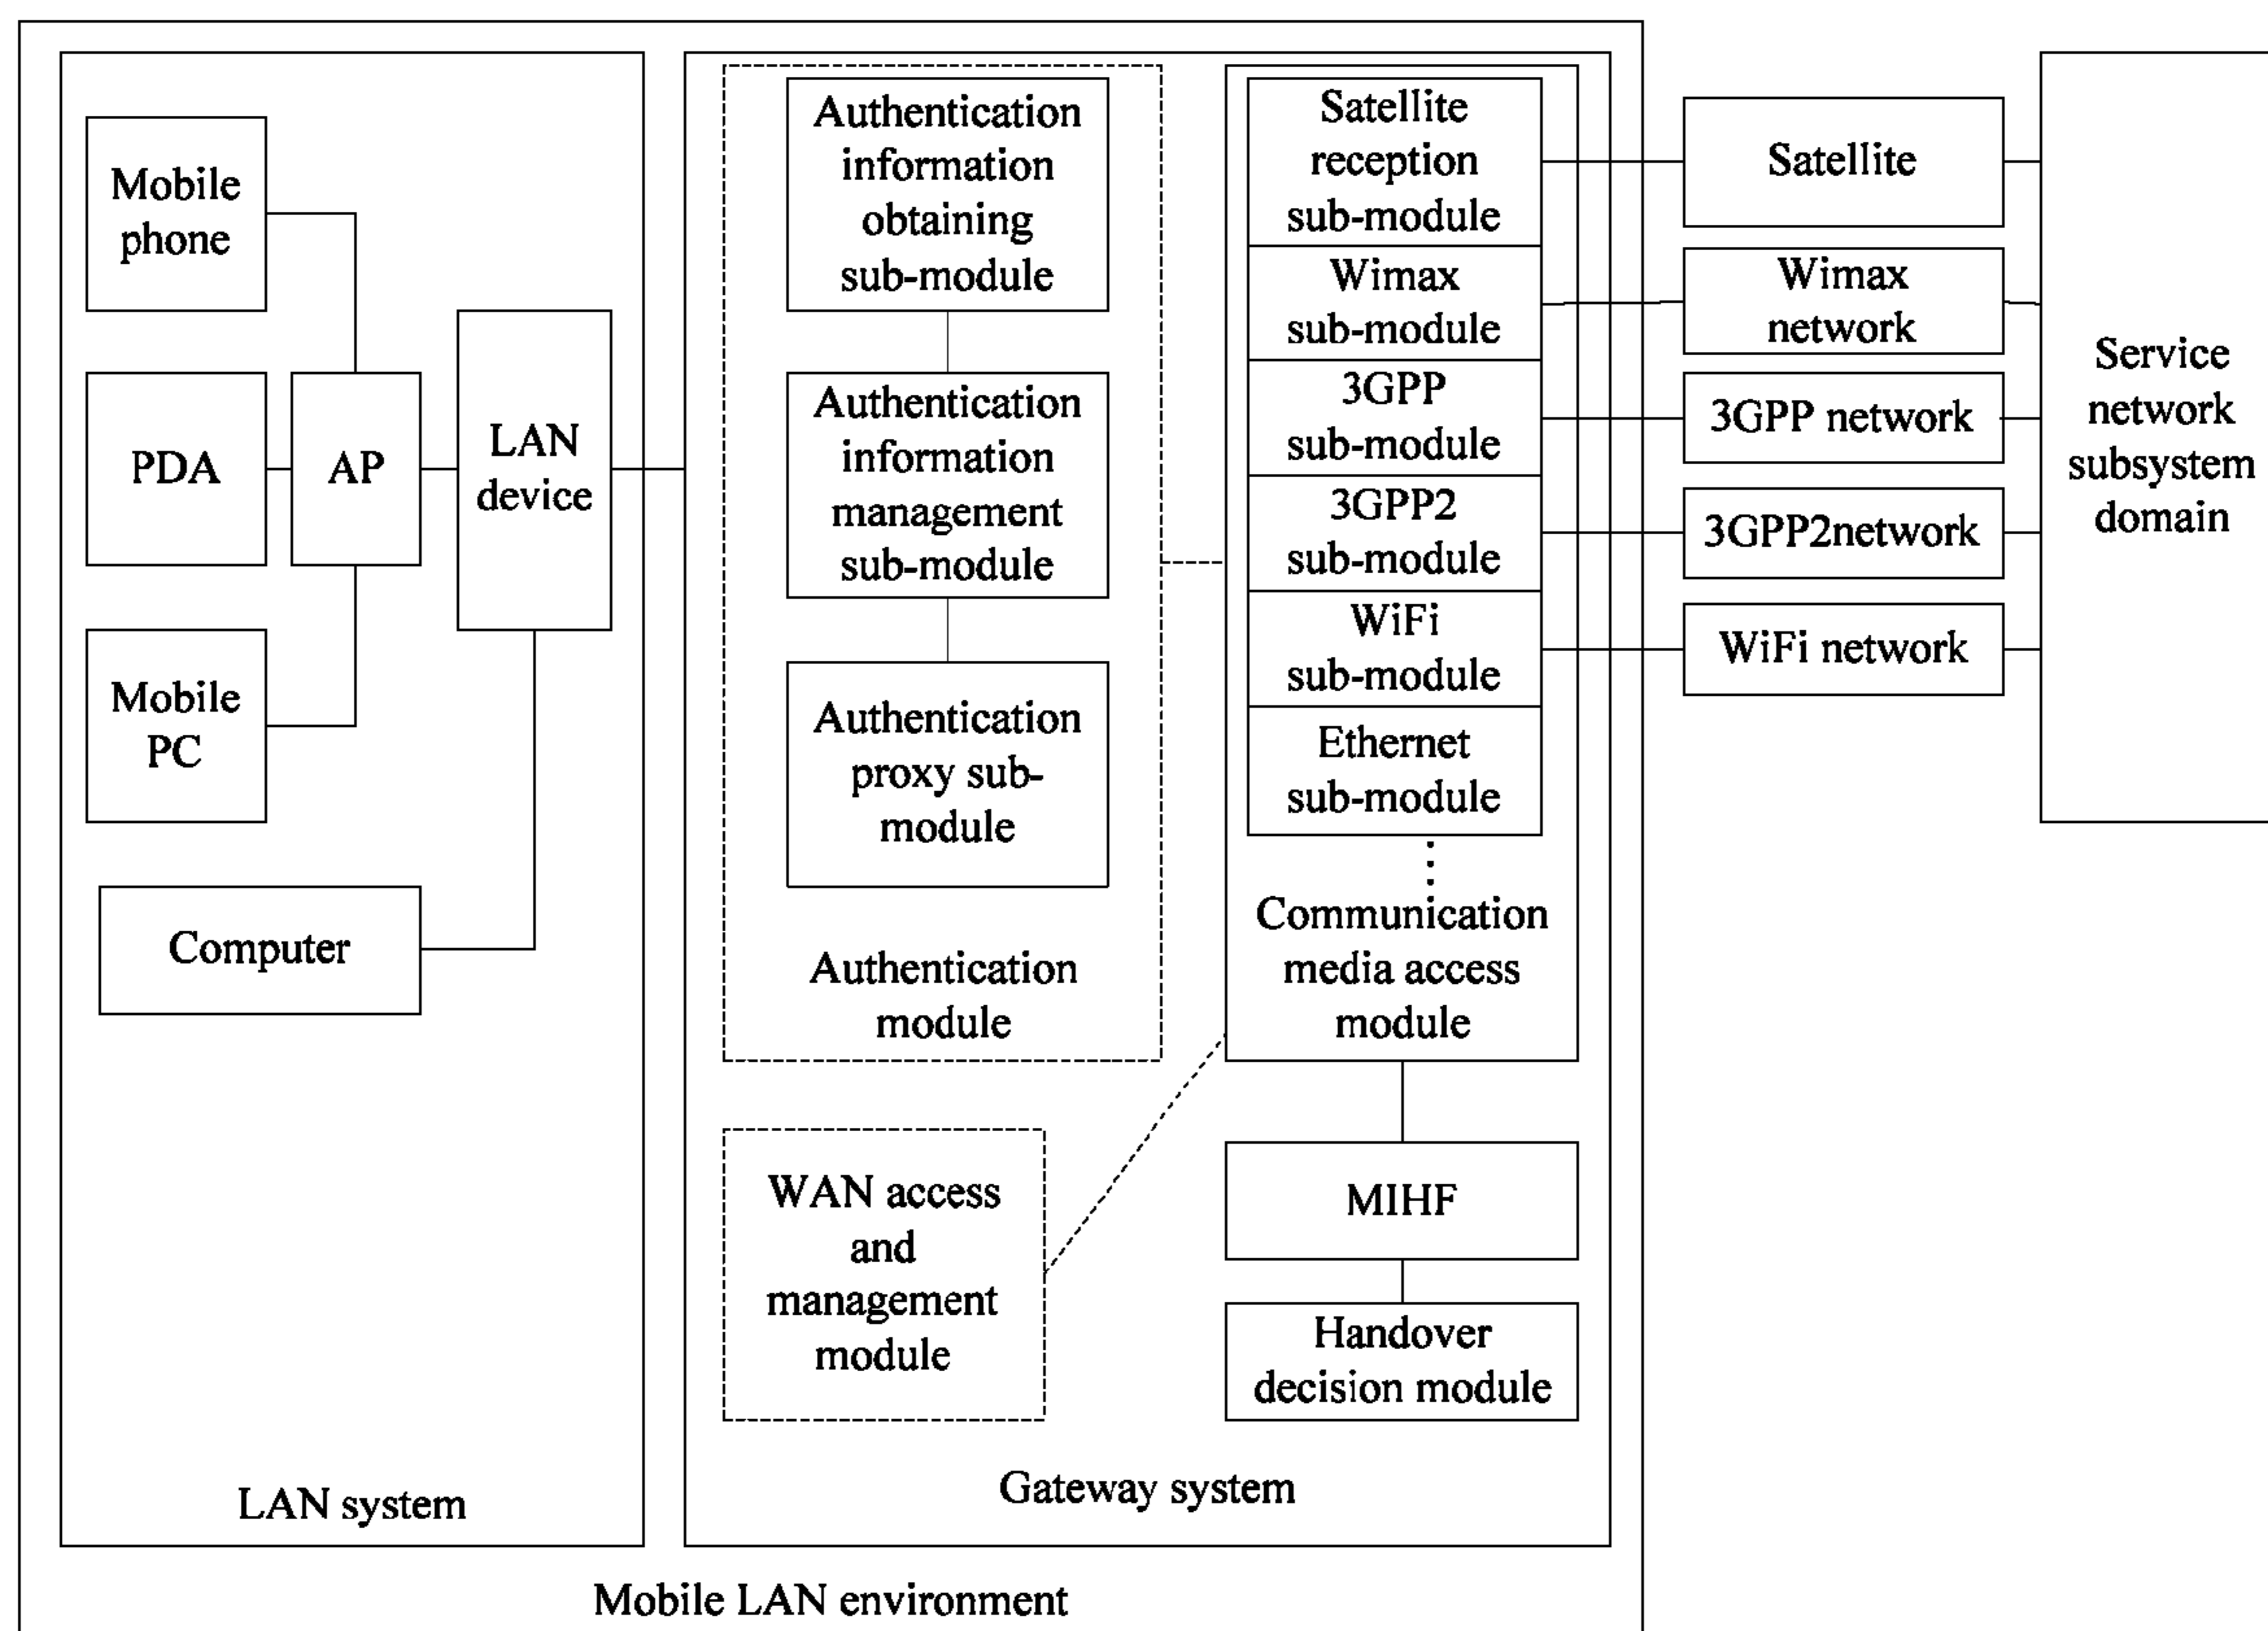 Mobile
phone
PDA
AP
LAN
device
Mobile
PC
Computer
LAN system
Authentication
information
obtaining
sub-module
Authentication
information
management
sub-module
Authentication
proxy sub-
module
Authentication
module
WAN access
and
management
module
Satellite
reception
sub-module
Wimax
sub-module
3GPP
sub-module
3GPP2
sub-module
WiFi
sub-module
Ethernet
sub-module
Communication
media access
module
MIHF
Handover
decision module
Gateway system
Mobile LAN environment
Satellite
Wimax
network
3GPP network
3GPP2network
WiFi network
Service
network
subsystem
domain